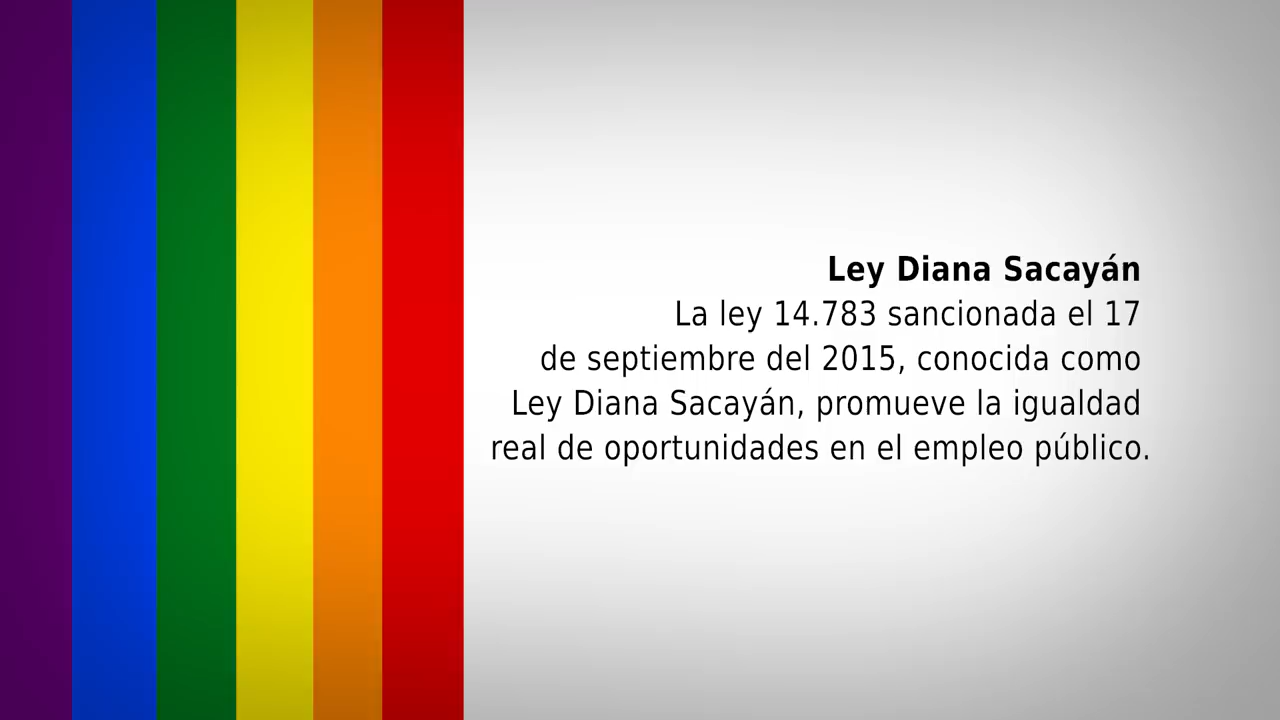 Ley Diana Sacayán
La ley 14.783 sancionada el 17
de septiembre del 2015, conocida como
Ley Diana Sacayán, promueve la igualdad
real de oportunidades en el empleo público.